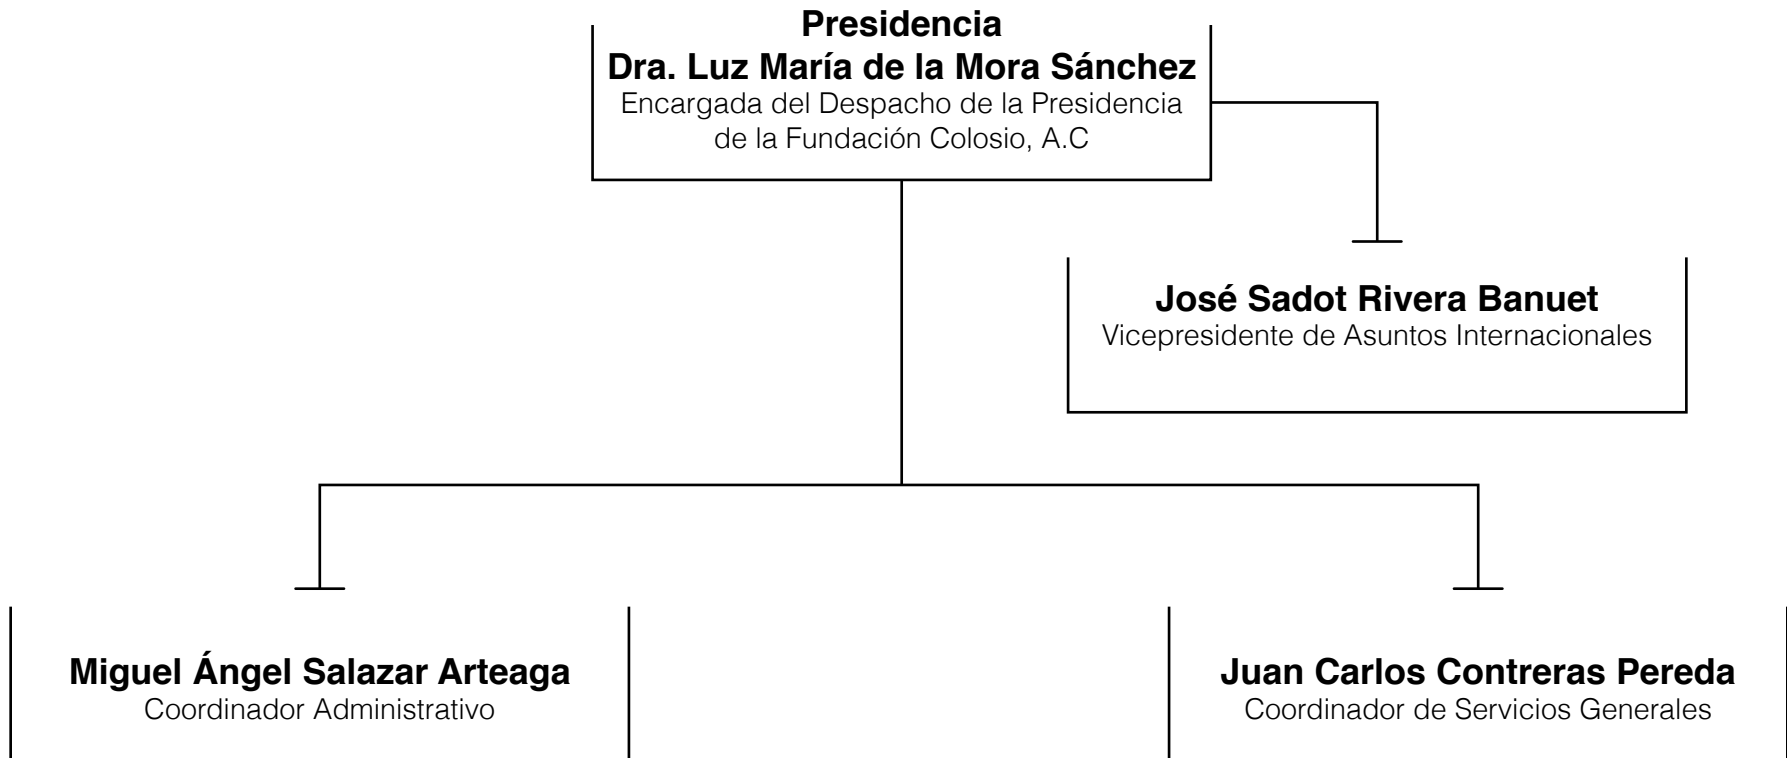 Presidencia
Dra. Luz María de la Mora Sánchez
Encargada del Despacho de la Presidencia
de la Fundación Colosio, A.C
José Sadot Rivera Banuet
Vicepresidente de Asuntos Internacionales
Miguel Ángel Salazar Arteaga
Coordinador Administrativo
Juan Carlos Contreras Pereda
Coordinador de Servicios Generales